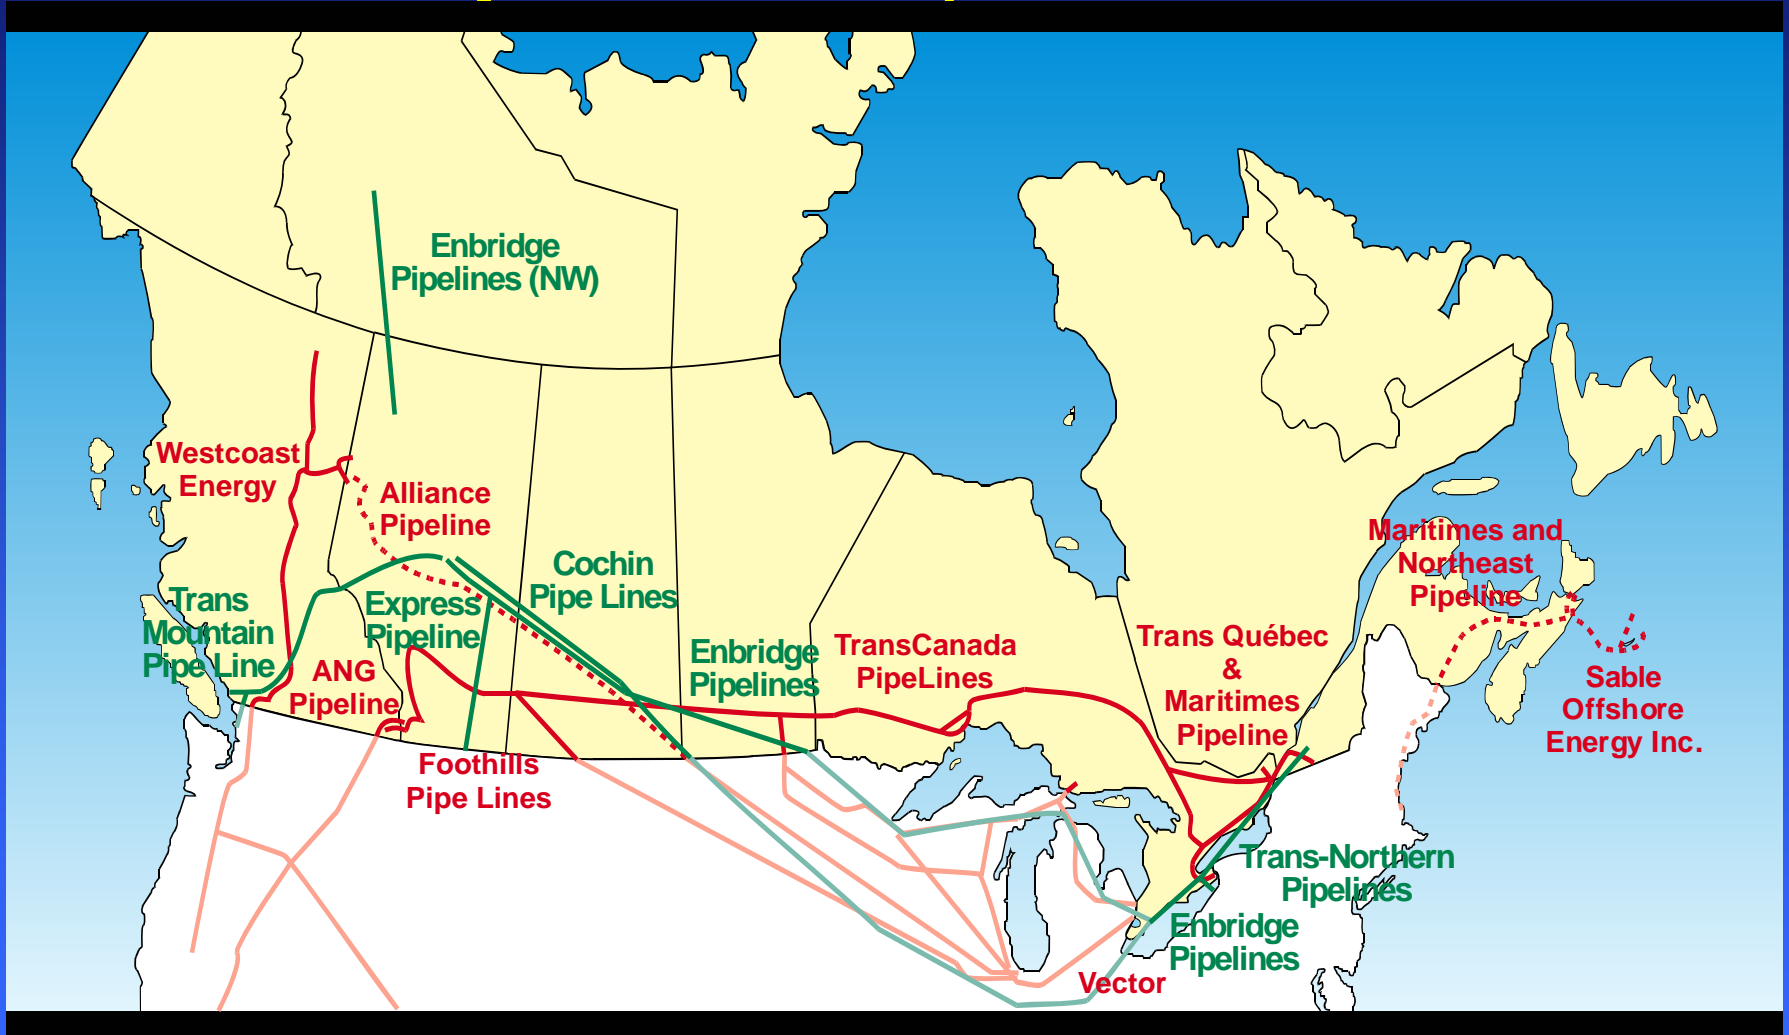 Enbridge
Pipelines (NW)
Westcoast
Energy
Alliance
Pipeline
Cochin
Pipe Lines
Trans
Mountain
Pipe Line
Express
Pipeline
ANG
Pipeline
Foothills
Pipe Lines
Enbridge
Pipelines
TransCanada
PipeLines
Trans Québec
&
Maritimes
Pipeline
Maritimes and
Northeast
Pipeline
Sable
Offshore
Energy Inc.
Trans-Northern
Pipelines
Enbridge
Pipelines
Vector